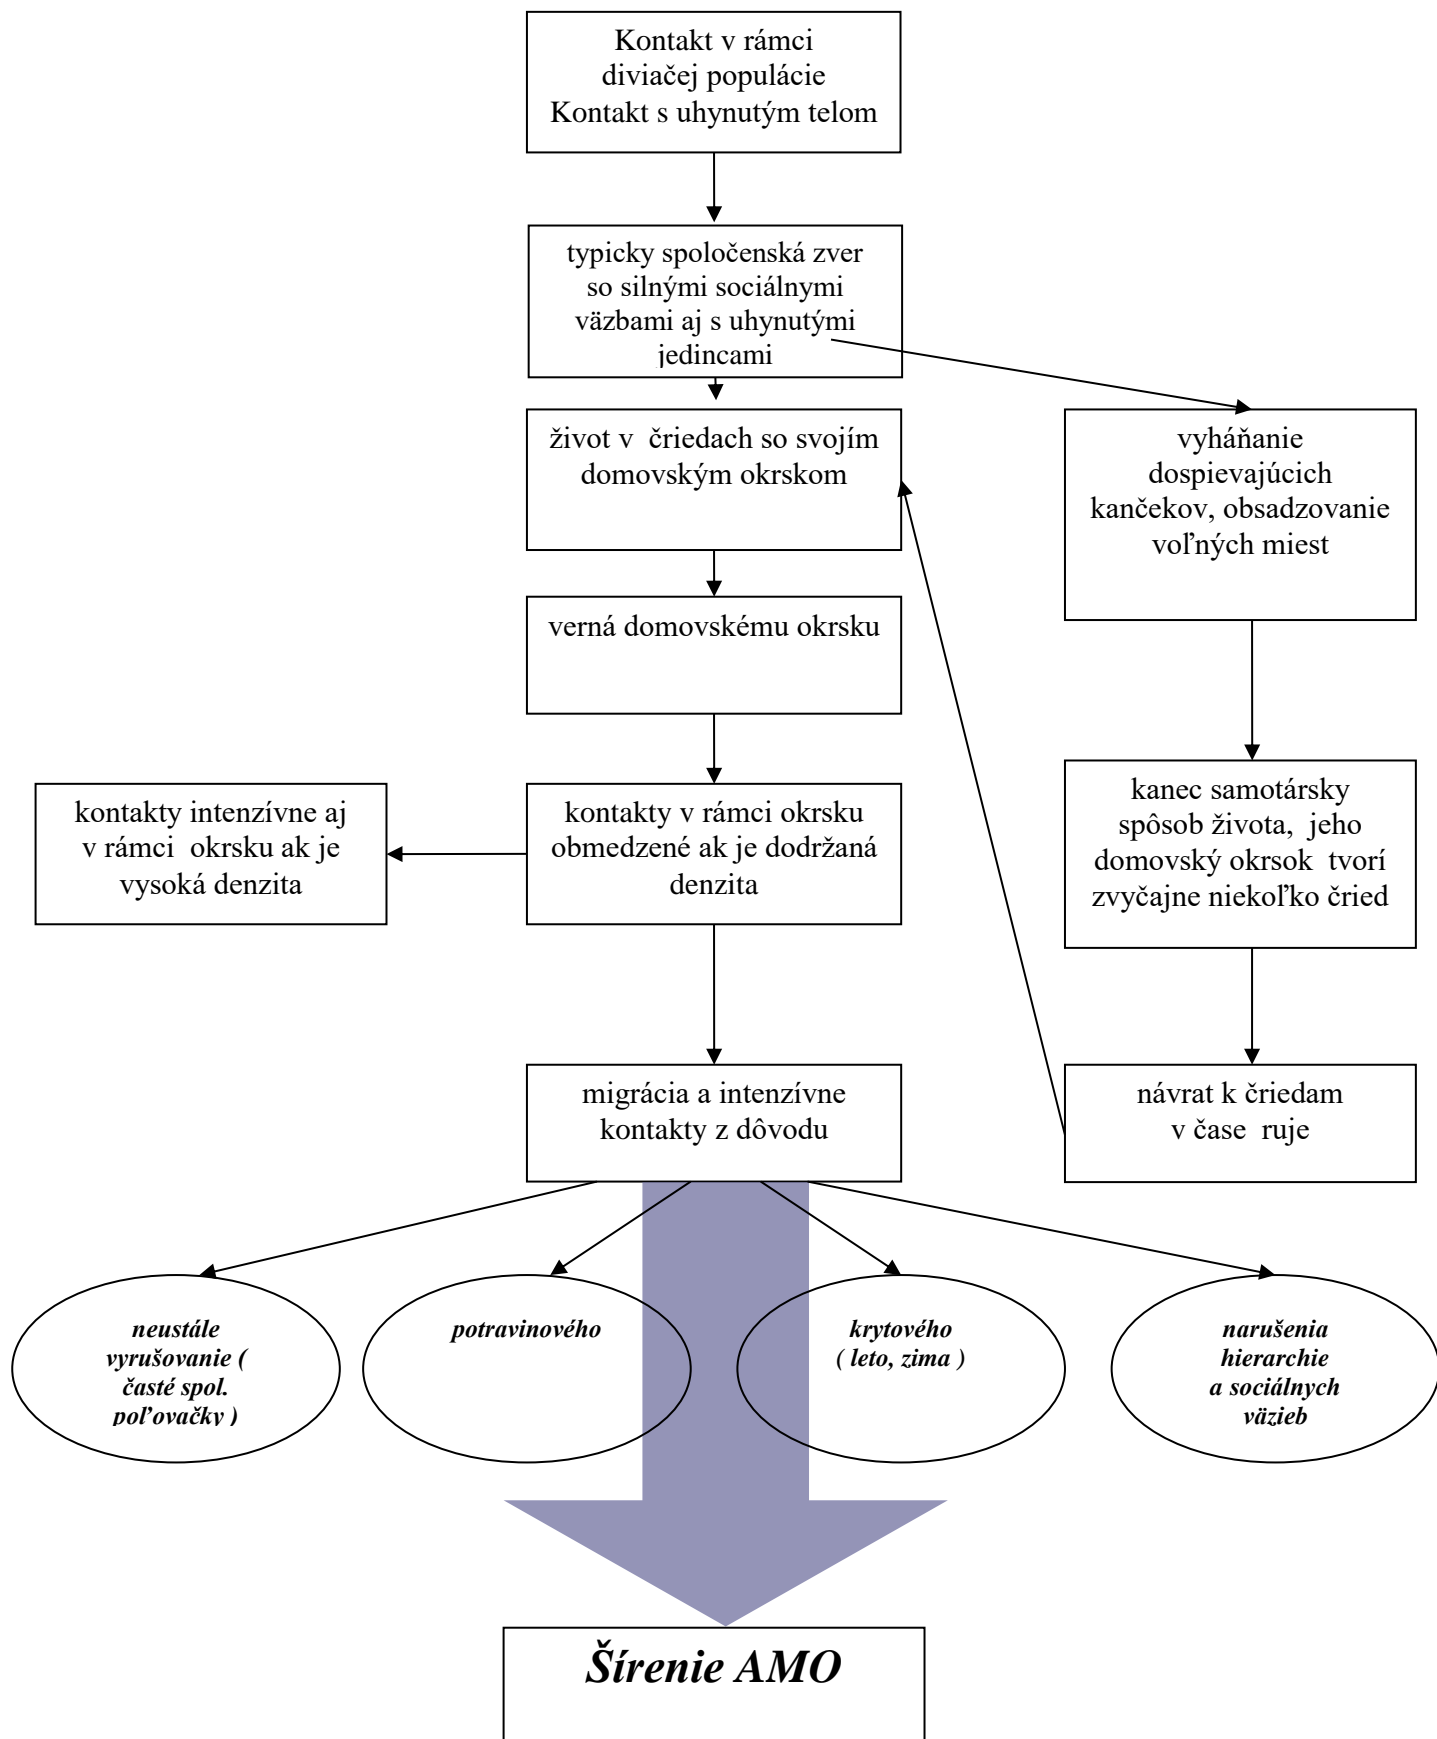 Kontakt v rámci
diviačej populácie
Kontakt s uhynutým telom
typicky spoločenská zver
so silnými sociálnymi
väzbami aj s uhynutými
jedincami
život v čriedach so svojím
domovským okrskom
vyháňanie
dospievajúcich
kančekov, obsadzovanie
voľných miest
verná domovskému okrsku
kontakty intenzívne aj
v rámci okrsku ak je
vysoká denzita
kontakty v rámci okrsku
obmedzené ak je dodržaná
denzita
kanec samotársky
spôsob života, jeho
domovský okrsok tvorí
zvyčajne niekoľko čried
migrácia a intenzívne
kontakty z dôvodu
návrat k čriedam
v čase ruje
neustále
vyrušovanie (
časté spol.
poľovačky )
potravinového
krytového
( leto, zima )
narušenia
hierarchie
a sociálnych
väzieb
Šírenie AMO